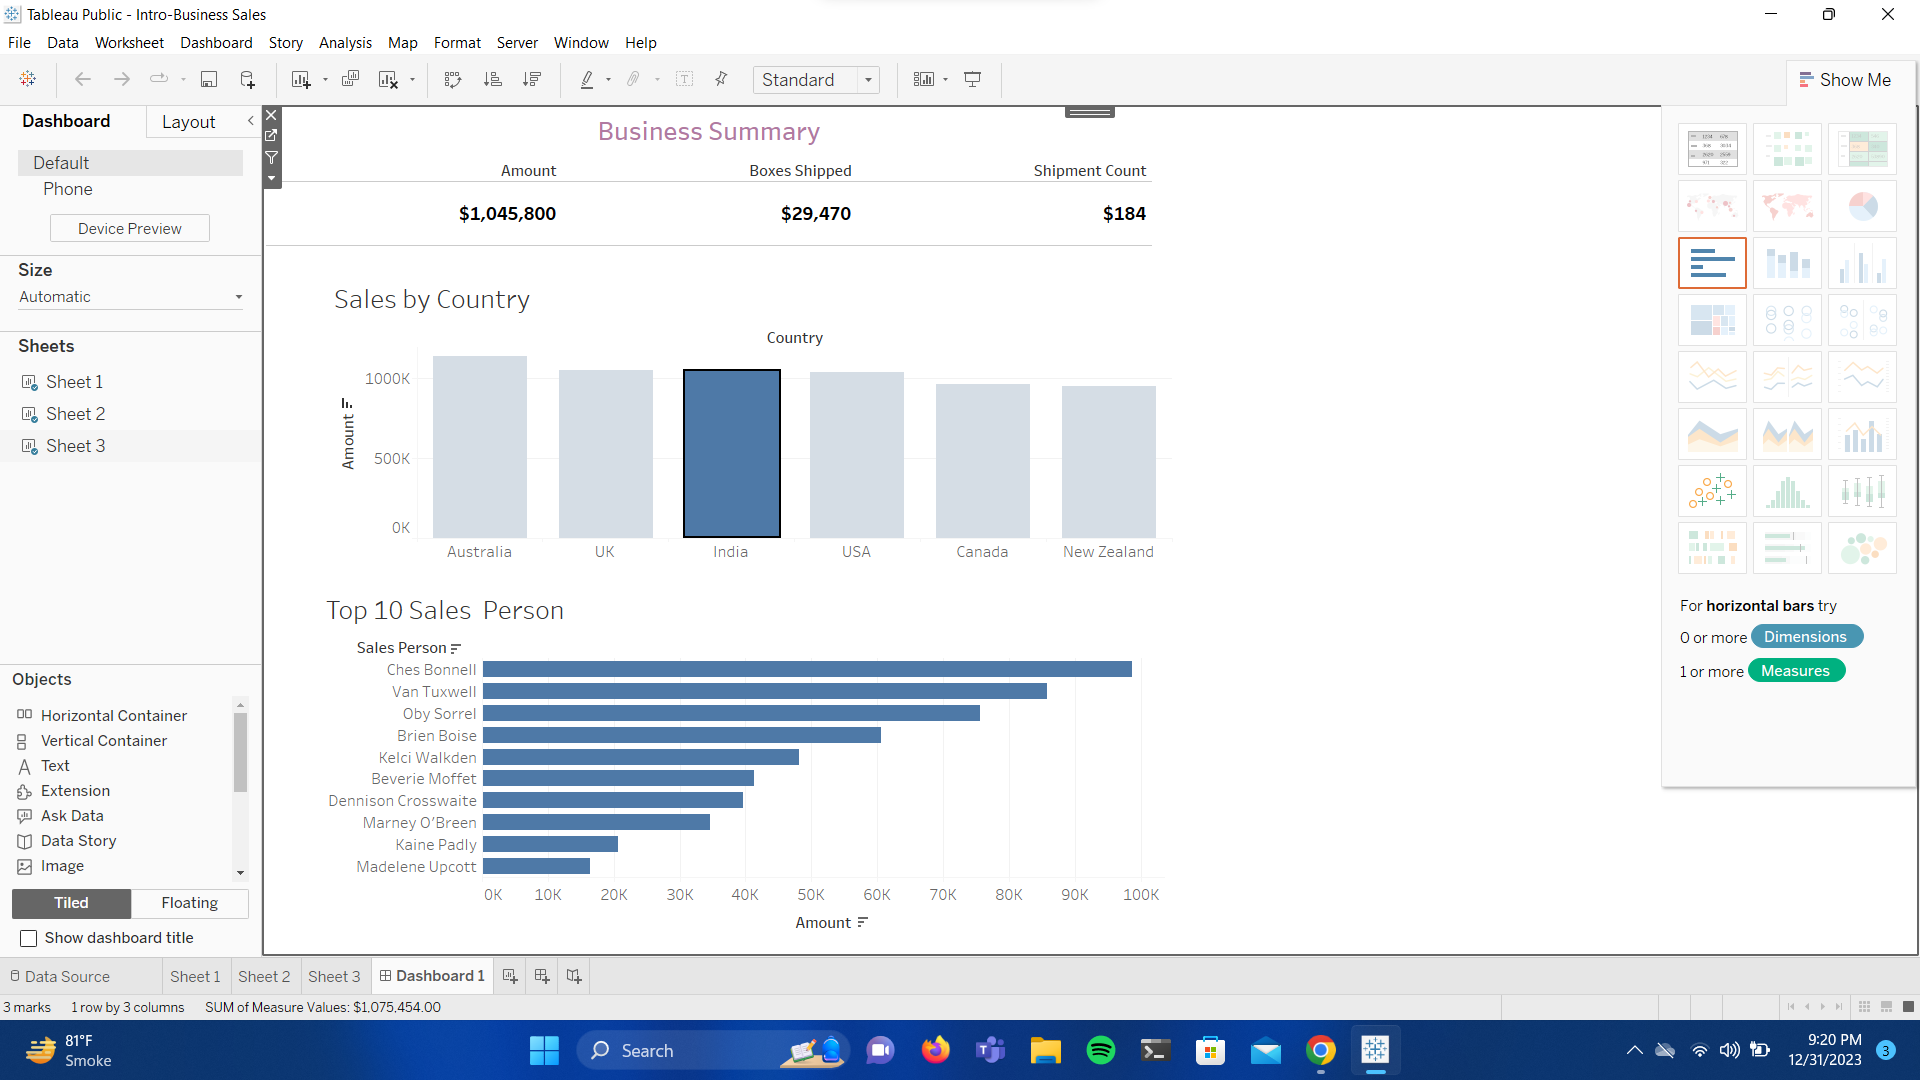 Tableau Public - Intro-Business Sales
File Data Worksheet Dashboard Story Analysis Map Format Server Window Help
Standard
Show Me
Dashboard Layout
Default
Phone
Device Preview
Size
Automatic
Sheets
Sheet 1
Sheet 2
Sheet 3
Objects
Horizontal Container
Vertical Container
Text
Extension
Ask Data
Data Story
Image
Tiled Floating
Show dashboard title
Business Summary
Amount Boxes Shipped Shipment Count
$1,045,800 $29,470 $184
Sales by Country
Country
Amount
1000K
500K
0K
Australia UK India USA Canada New Zealand
Top 10 Sales Person
Sales Person
Ches Bonnell
Van Tuxwell
Oby Sorrel
Brien Boise
Kelci Walkden
Beverie Moffet
Dennison Crosswaite
Marney O’Breen
Kaine Padly
Madelene Upcott
0K 10K 20K 30K 40K 50K 60K 70K 80K 90K 100K
Amount
For horizontal bars try
0 or more Dimensions
1 or more Measures
Data Source Sheet 1 Sheet 2 Sheet 3 Dashboard 1
3 marks 1 row by 3 columns SUM of Measure Values: $1,075,454.00
81°F
Smoke
Search
9:20 PM
12/31/2023
3